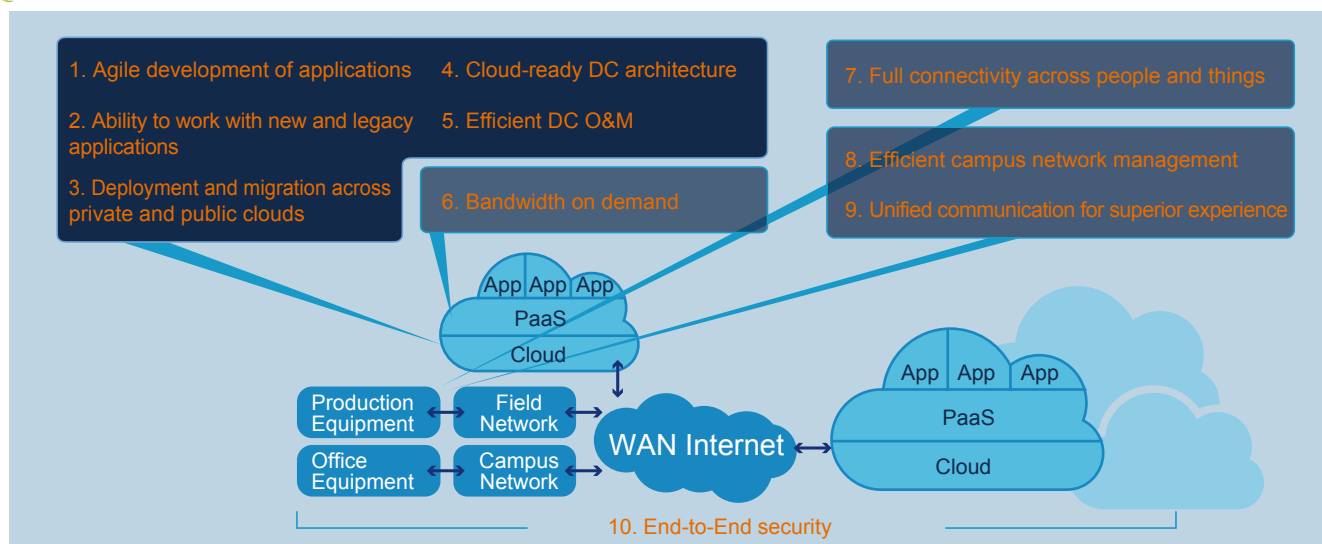 1. Agile development of applications
2. Ability to work with new and legacy
applications
3. Deployment and migration across
private and public clouds
4. Cloud-ready DC architecture
5. Efficient DC O&M
6. Bandwidth on demand
7. Full connectivity across people and things
8. Efficient campus network management
9. Unified communication for superior experience
App App App
PaaS
Cloud
Production
Equipment
Field
Network
Office
Equipment
Campus
Network
WAN Internet
App App App
PaaS
Cloud
10. End-to-End security